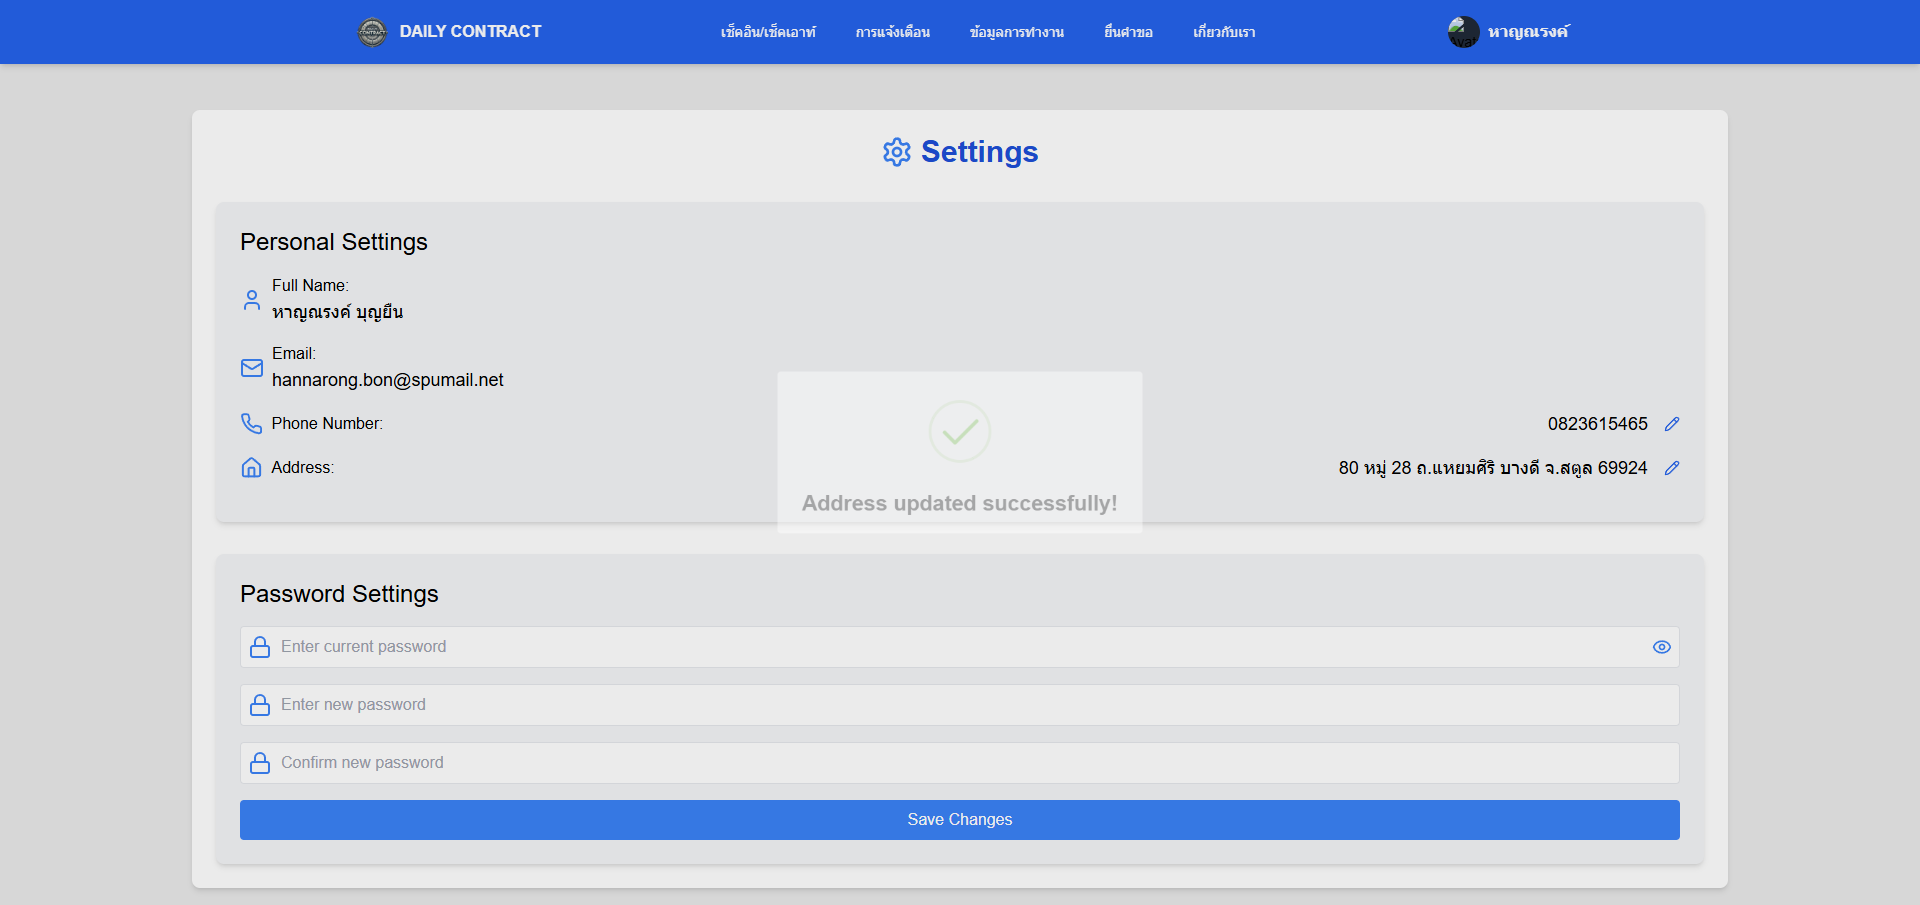 DAILY CONTRACT
เช็คอิน/เช็คเอาท์
การแจ้งเตือน
ข้อมูลการทำงาน
ยื่นคำขอ
เกี่ยวกับเรา
หาญณรงค์
Settings
Personal Settings
Full Name:
หาญณรงค์ บุญยืน
Email:
hannarong.bon@spumail.net
Phone Number:
0823615465
Address:
80 หมู่ 28 ถ.แหยมศิริ บางดี จ.สตูล 69924
Address updated successfully!
Password Settings
Enter current password
Enter new password
Confirm new password
Save Changes